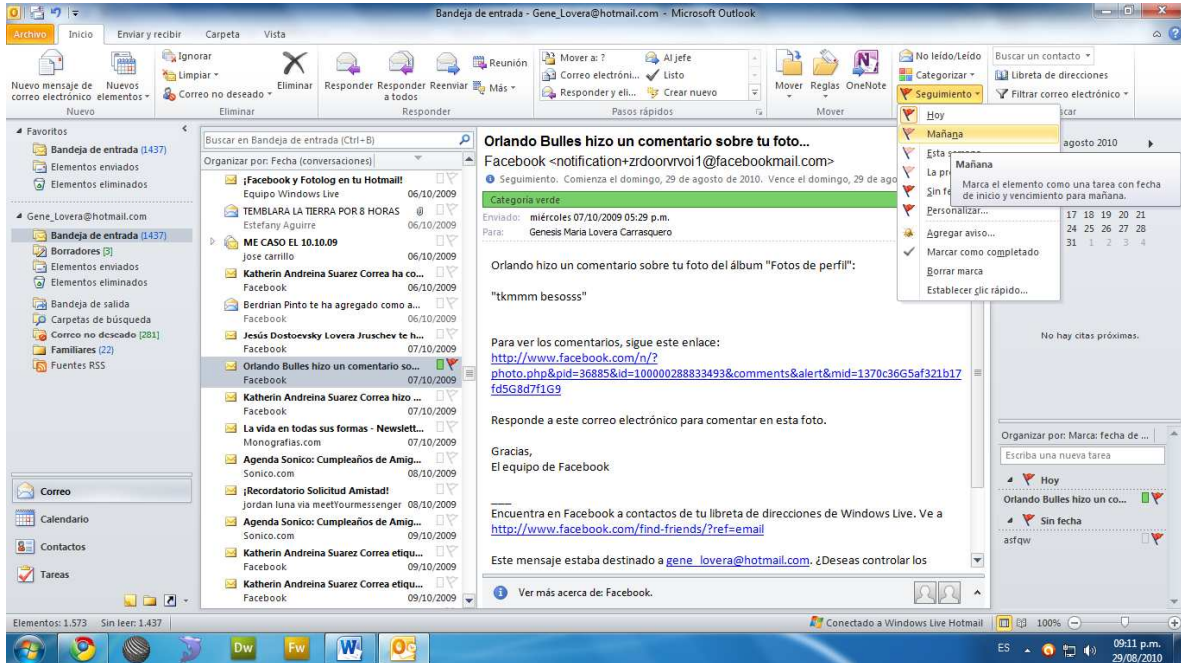 Bandeja de entrada - Gene_Lovera@hotmail.com - Microsoft Outlook
Archivo Inicio Enviar y recibir Carpeta Vista
Nuevo mensaje de correo electrónico
Nuevos elementos
Nuevo
Ignorar
Limpiar
Correo no deseado
Eliminar
Eliminar
Responder
Responder a todos
Reenviar
Reunión
Más
Responder
Mover a: ?
Correo electróni...
Responder y eli...
Al jefe
Listo
Crear nuevo
Pasos rápidos
Mover
Reglas
OneNote
Mover
No leído/Leído
Categorizar
Seguimiento
Buscar un contacto
Libreta de direcciones
Filtrar correo electrónico
scar
Hoy
Mañana
Esta semana
La pr
Sin fe
Personalizar...
Agregar aviso...
Marcar como completado
Borrar marca
Establecer clic rápido...
Mañana
Marca el elemento como una tarea con fecha
de inicio y vencimiento para mañana.
Favoritos
Bandeja de entrada (1437)
Elementos enviados
Elementos eliminados
Gene_Lovera@hotmail.com
Bandeja de entrada (1437)
Borradores [3]
Elementos enviados
Elementos eliminados
Bandeja de salida
Carpetas de búsqueda
Correo no deseado [281]
Familiares (22)
Fuentes RSS
Correo
Calendario
Contactos
Tareas
Buscar en Bandeja de entrada (Ctrl+B)
Organizar por: Fecha (conversaciones)
¡Facebook y Fotolog en tu Hotmail!
Equipo Windows Live 06/10/2009
TEMBLARA LA TIERRA POR 8 HORAS
Estefany Aguirre 06/10/2009
ME CASO EL 10.10.09
jose carrillo 06/10/2009
Katherin Andreina Suarez Correa ha co...
Facebook 06/10/2009
Berdrian Pinto te ha agregado como a...
Facebook 06/10/2009
Jesús Dostoevsky Lovera Jruschev te h...
Facebook 07/10/2009
Orlando Bulles hizo un comentario so...
Facebook 07/10/2009
Katherin Andreina Suarez Correa hizo ...
Facebook 07/10/2009
La vida en todas sus formas - Newslett...
Monografias.com 07/10/2009
Agenda Sonico: Cumpleaños de Amig...
Sonico.com 08/10/2009
¡Recordatorio Solicitud Amistad!
jordan luna via meetYourmessenger 08/10/2009
Agenda Sonico: Cumpleaños de Amig...
Sonico.com 09/10/2009
Katherin Andreina Suarez Correa etiqu...
Facebook 09/10/2009
Katherin Andreina Suarez Correa etiqu...
Facebook 09/10/2009
Orlando Bulles hizo un comentario sobre tu foto...
Facebook <notification+zrdoorvrvoi1@facebookmail.com>
Seguimiento. Comienza el domingo, 29 de agosto de 2010. Vence el domingo, 29 de ago
Categoría verde
Enviado: miércoles 07/10/2009 05:29 p.m.
Para: Genesis Maria Lovera Carrasquero
Orlando hizo un comentario sobre tu foto del álbum "Fotos de perfil":
"tkmmm besosss"
Para ver los comentarios, sigue este enlace:
http://www.facebook.com/n/?
photo.php&pid=36885&id=100000288833493&comments&alert&mid=1370c36G5af321b17
fd5G8d7f1G9
Responde a este correo electrónico para comentar en esta foto.
Gracias,
El equipo de Facebook
___
Encuentra en Facebook a contactos de tu libreta de direcciones de Windows Live. Ve a
http://www.facebook.com/find-friends/?ref=email
Este mensaje estaba destinado a gene_lovera@hotmail.com. ¿Deseas controlar los
Ver más acerca de: Facebook.
agosto 2010
17 18 19 20 21
24 25 26 27 28
31 1 2 3 4
No hay citas próximas.
Organizar por: Marca: fecha de ...
Escriba una nueva tarea
Hoy
Orlando Bulles hizo un co...
Sin fecha
asfqw
Elementos: 1.573 Sin leer: 1.437
Conectado a Windows Live Hotmail 100%
Dw Fw W
ES 09:11 p.m.
29/08/2010